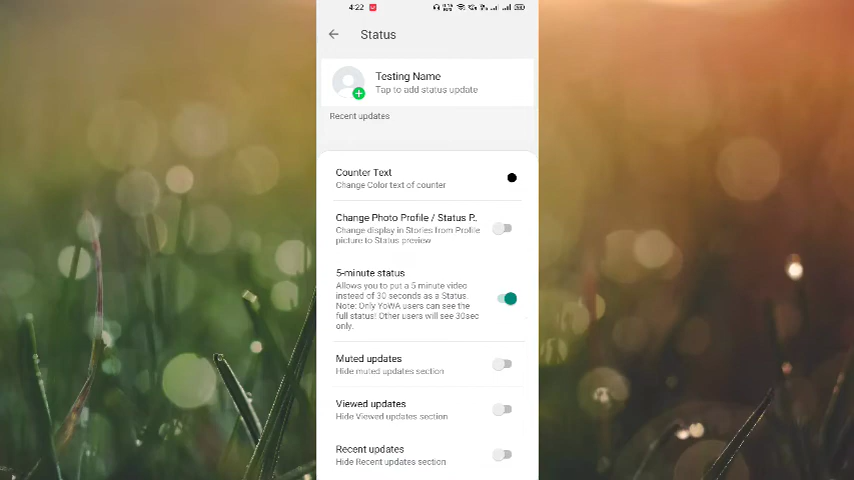 4:22
Status
Testing Name
Tap to add status update
Recent updates
Counter Text
Change Color text of counter
Change Photo Profile / Status P..
Change display in Stories from Profile
picture to Status preview
5-minute status
Allows you to put a 5 minute video
instead of 30 seconds as a Status.
Note: Only YoWA users can see the
full status! Other users will see 30sec
only.
Muted updates
Hide muted updates section
Viewed updates
Hide Viewed updates section
Recent updates
Hide Recent updates section